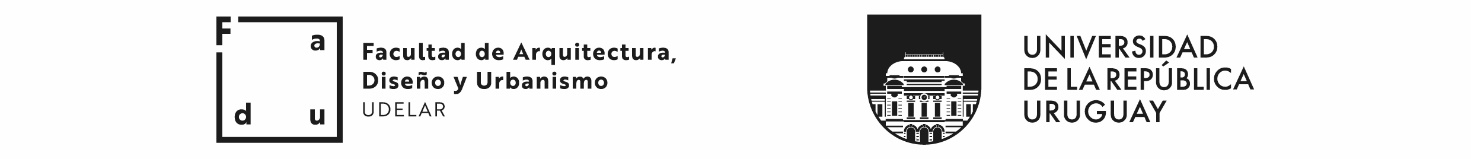 F a
d u
Facultad de Arquitectura,
Diseño y Urbanismo
UDELAR
UNIVERSIDAD
DE LA REPÚBLICA
URUGUAY